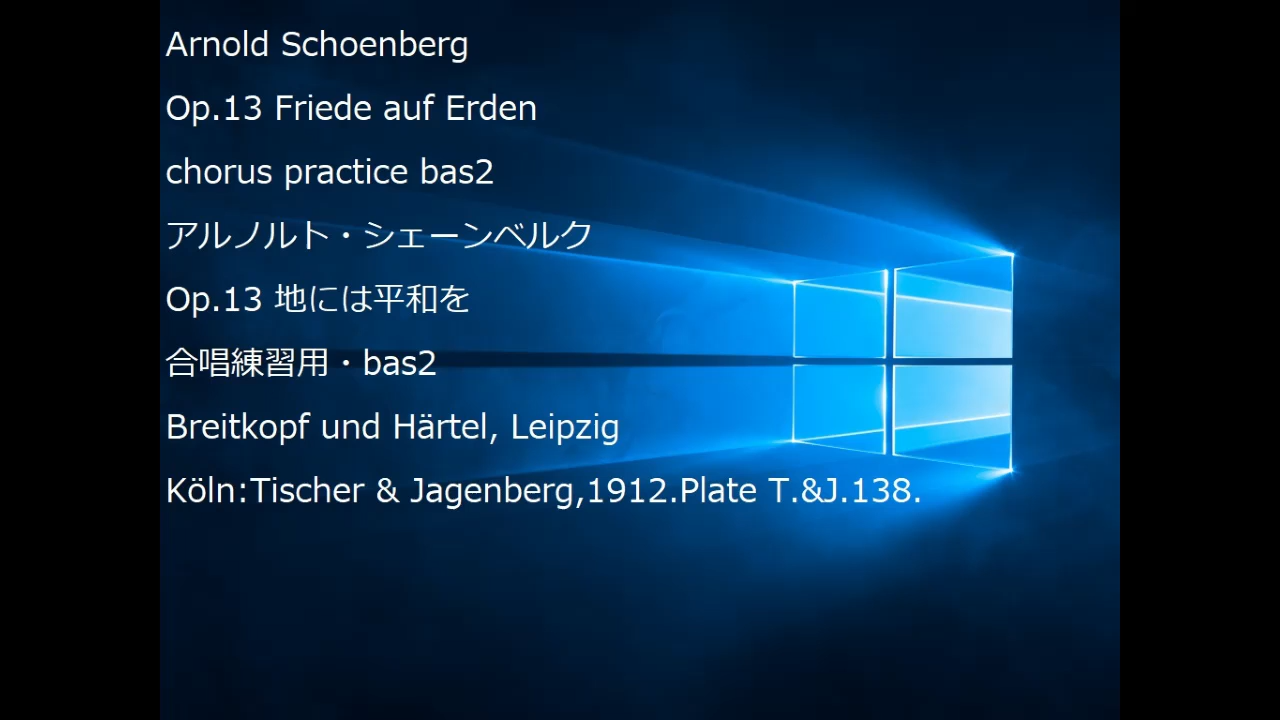 Arnold Schoenberg
Op.13 Friede auf Erden
chorus practice bas2
アルノルト・シェーンベルク
Op.13 地には平和を
合唱練習用・bas2
Breitkopf und Härtel, Leipzig
Köln:Tischer & Jagenberg,1912.Plate T.&J.138.